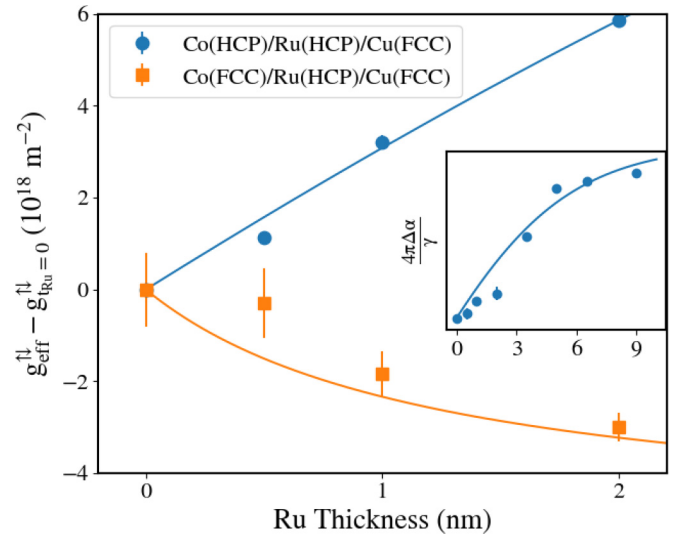 6
4
2
0
−2
−4
g↑↓eff − g↑↓tRu = 0 (10¹⁸ m⁻²)
Co(HCP)/Ru(HCP)/Cu(FCC)
Co(FCC)/Ru(HCP)/Cu(FCC)
4πΔα
γ
0 3 6 9
0 1 2
Ru Thickness (nm)